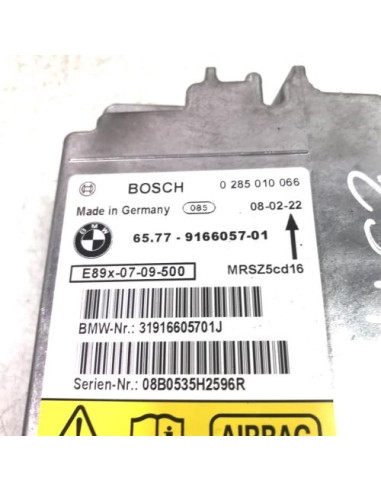 BOSCH 0 285 010 066
Made in Germany 085 08-02-22
BMW 65.77 - 9166057-01
E89x-07-09-500 MRSZ5cd16
BMW-Nr.: 31916605701J
Serien-Nr.: 08B0535H2596R
AIRBAG